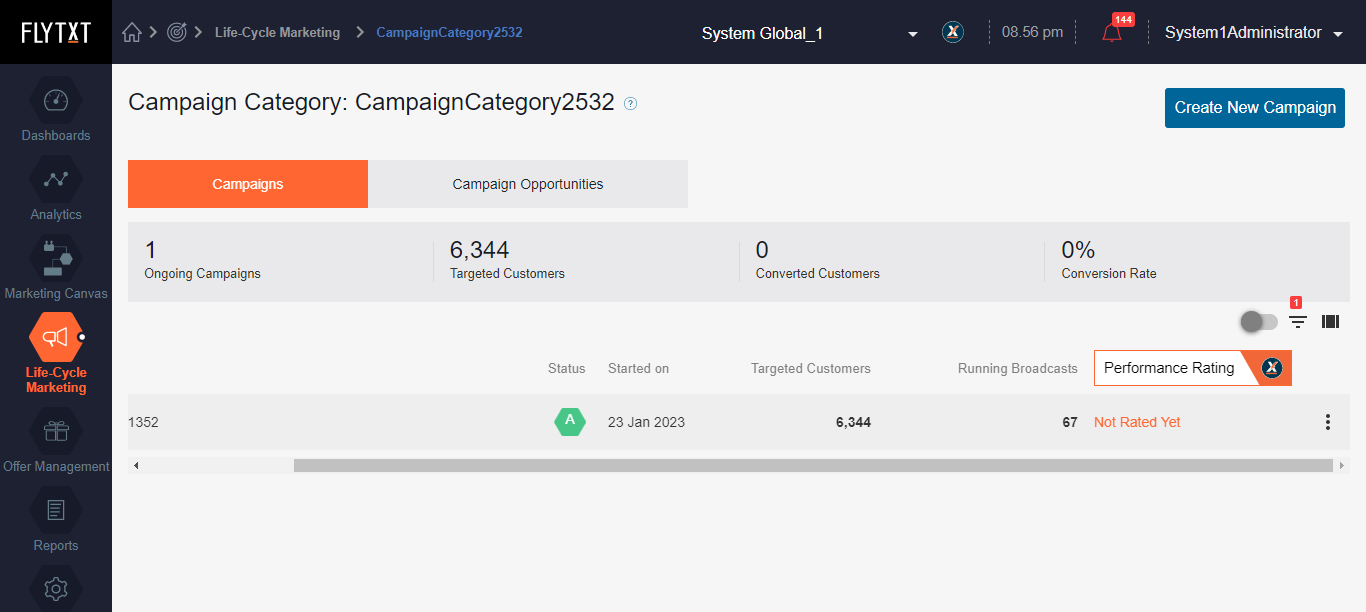 FLYTXT
Life-Cycle Marketing
CampaignCategory2532
System Global_1
X
08.56 pm
144
System1Administrator
Dashboards
Analytics
Marketing Canvas
Life-Cycle
Marketing
Offer Management
Reports
Campaign Category: CampaignCategory2532 ?
Create New Campaign
Campaigns
Campaign Opportunities
1
Ongoing Campaigns
6,344
Targeted Customers
0
Converted Customers
0%
Conversion Rate
1
Status
Started on
Targeted Customers
Running Broadcasts
Performance Rating
X
1352
A
23 Jan 2023
6,344
67
Not Rated Yet